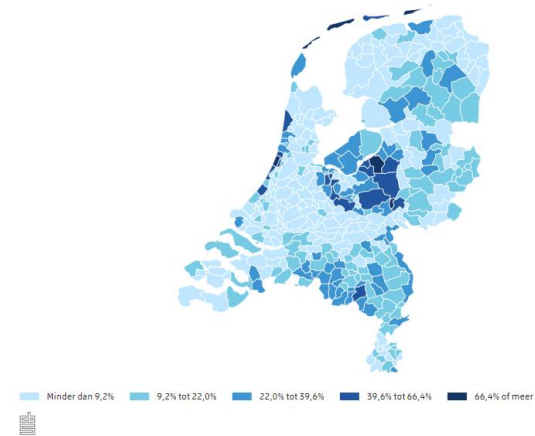 Minder dan 9,2%
9,2% tot 22,0%
22,0% tot 39,6%
39,6% tot 66,4%
66,4% of meer